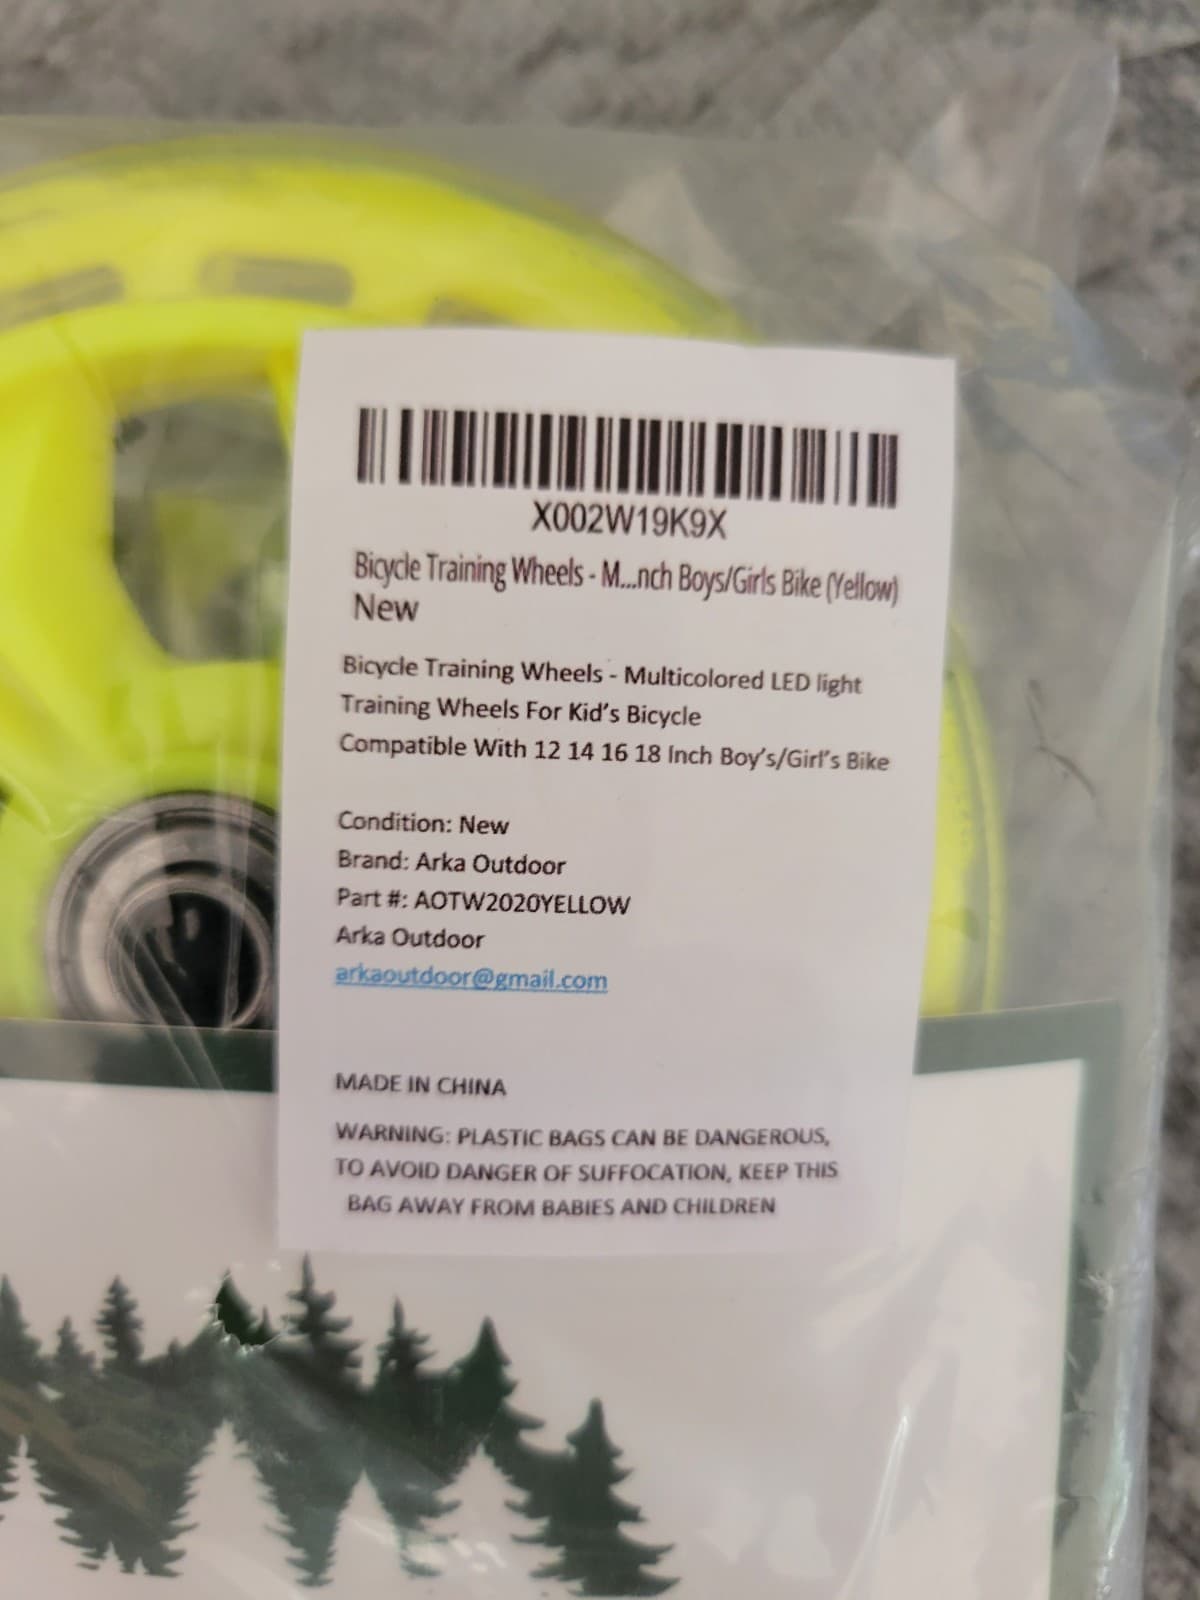 X002W19K9X
Bicycle Training Wheels - M...nch Boys/Girls Bike (Yellow)
New
Bicycle Training Wheels - Multicolored LED light
Training Wheels For Kid's Bicycle
Compatible With 12 14 16 18 Inch Boy's/Girl's Bike
Condition: New
Brand: Arka Outdoor
Part #: AOTW2020YELLOW
Arka Outdoor
arkaoutdoor@gmail.com
MADE IN CHINA
WARNING: PLASTIC BAGS CAN BE DANGEROUS,
TO AVOID DANGER OF SUFFOCATION, KEEP THIS
BAG AWAY FROM BABIES AND CHILDREN